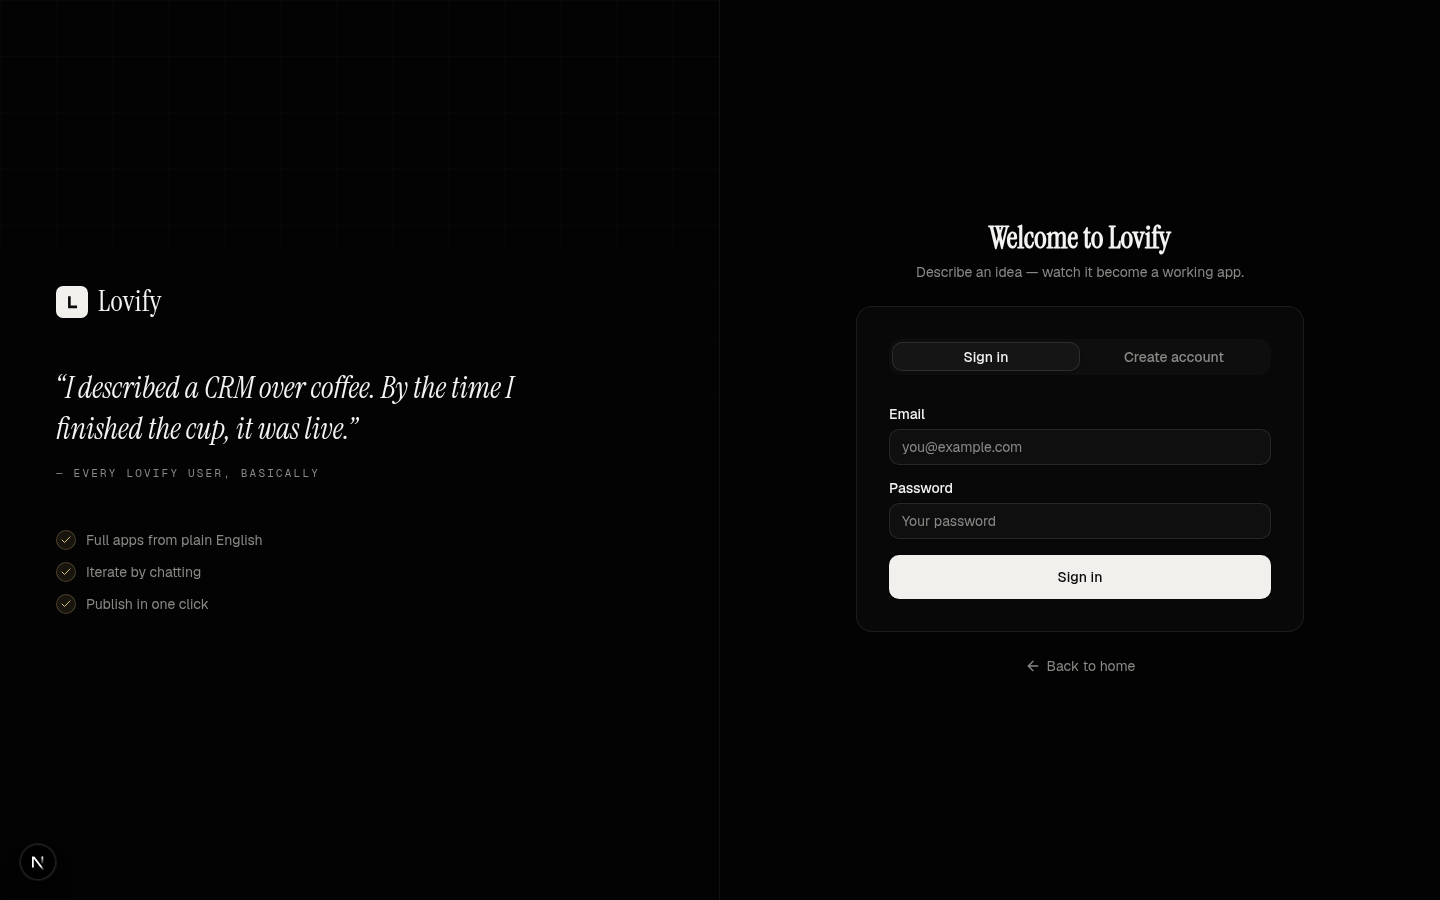 L Lovify
“I described a CRM over coffee. By the time I
finished the cup, it was live.”
— EVERY LOVIFY USER, BASICALLY
Full apps from plain English
Iterate by chatting
Publish in one click
N
Welcome to Lovify
Describe an idea — watch it become a working app.
Sign in Create account
Email
you@example.com
Password
Your password
Sign in
← Back to home